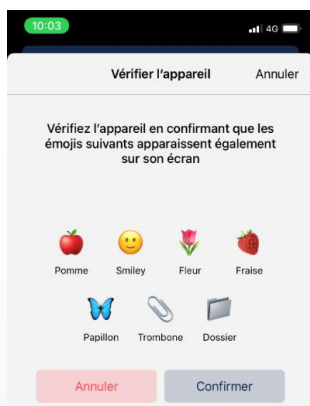 10:03 4G
Vérifier l'appareil Annuler
Vérifiez l'appareil en confirmant que les
émojis suivants apparaissent également
sur son écran
Pomme Smiley Fleur Fraise
Papillon Trombone Dossier
Annuler Confirmer